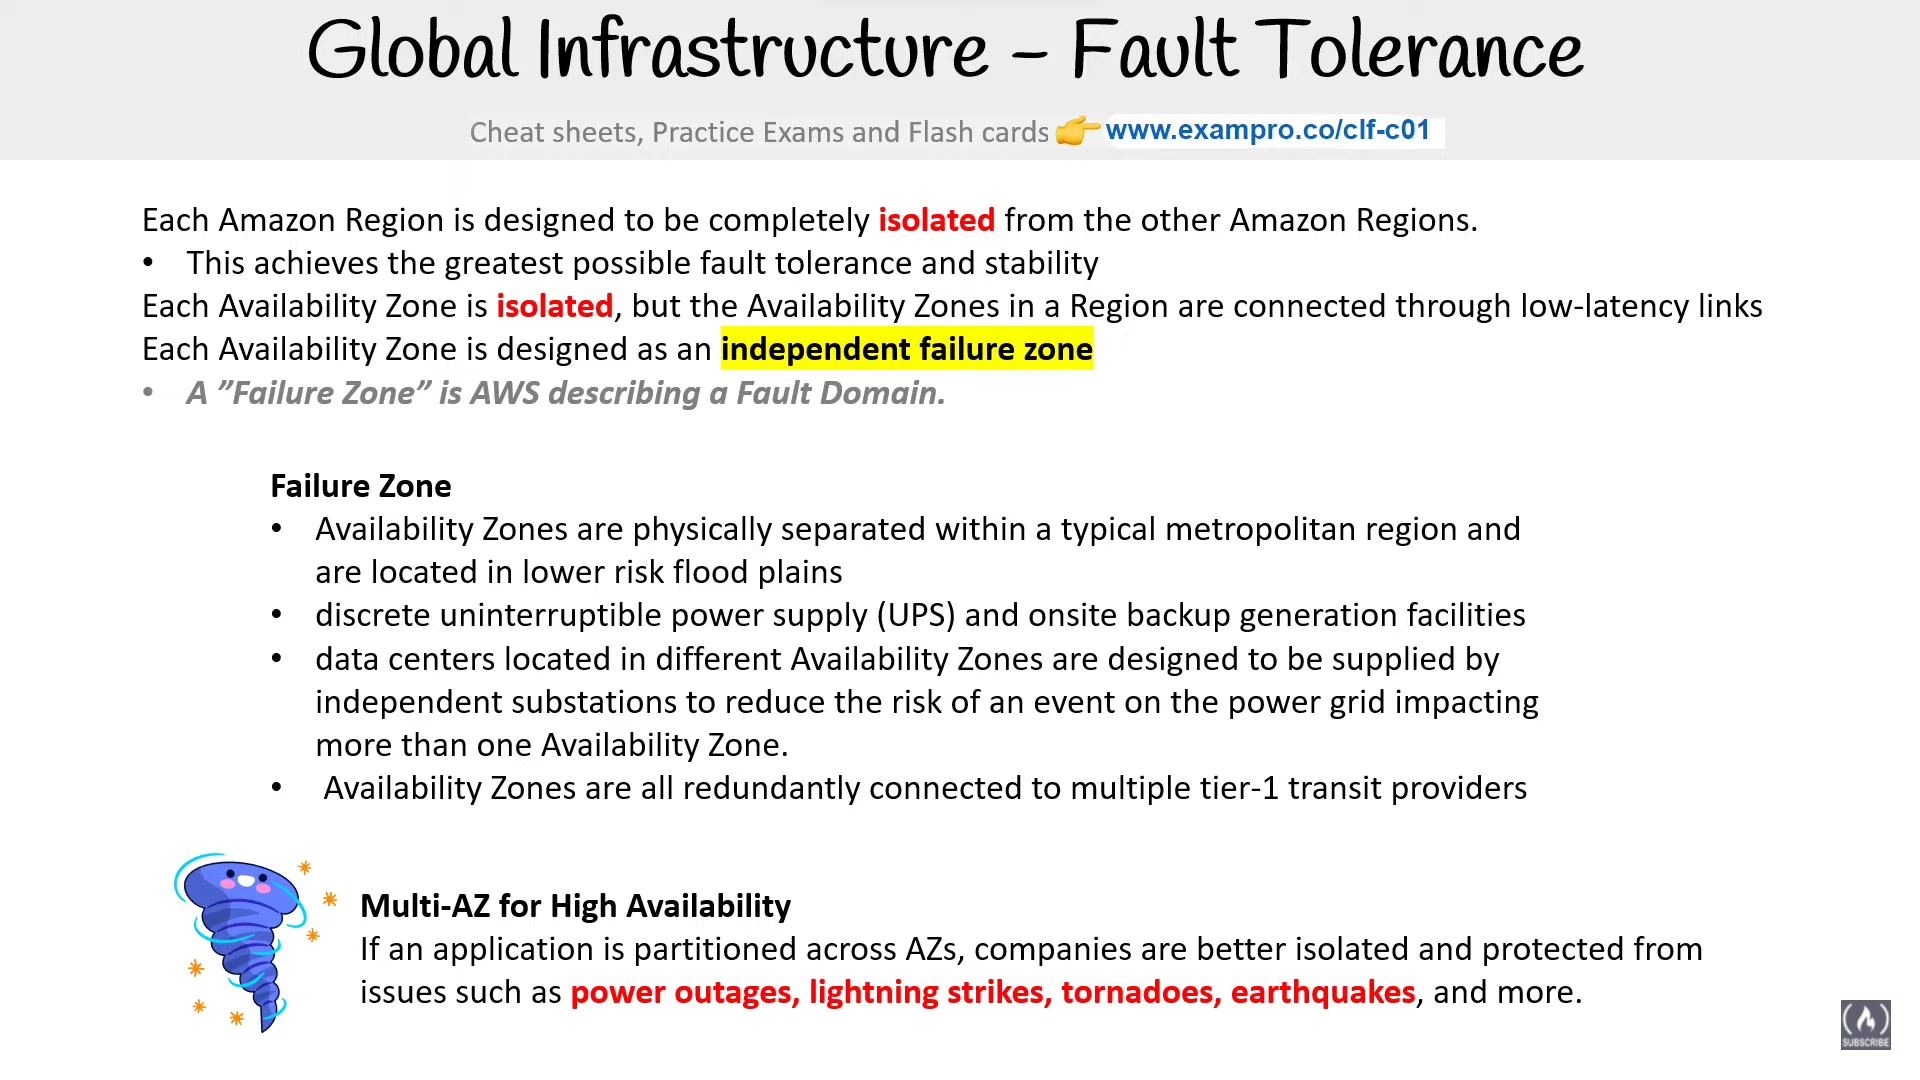 Global Infrastructure – Fault Tolerance
Cheat sheets, Practice Exams and Flash cards 👉 www.exampro.co/clf-c01
Each Amazon Region is designed to be completely isolated from the other Amazon Regions.
• This achieves the greatest possible fault tolerance and stability
Each Availability Zone is isolated, but the Availability Zones in a Region are connected through low-latency links
Each Availability Zone is designed as an independent failure zone
• A ”Failure Zone” is AWS describing a Fault Domain.
Failure Zone
• Availability Zones are physically separated within a typical metropolitan region and
are located in lower risk flood plains
• discrete uninterruptible power supply (UPS) and onsite backup generation facilities
• data centers located in different Availability Zones are designed to be supplied by
independent substations to reduce the risk of an event on the power grid impacting
more than one Availability Zone.
• Availability Zones are all redundantly connected to multiple tier-1 transit providers
Multi-AZ for High Availability
If an application is partitioned across AZs, companies are better isolated and protected from
issues such as power outages, lightning strikes, tornadoes, earthquakes, and more.
SUBSCRIBE